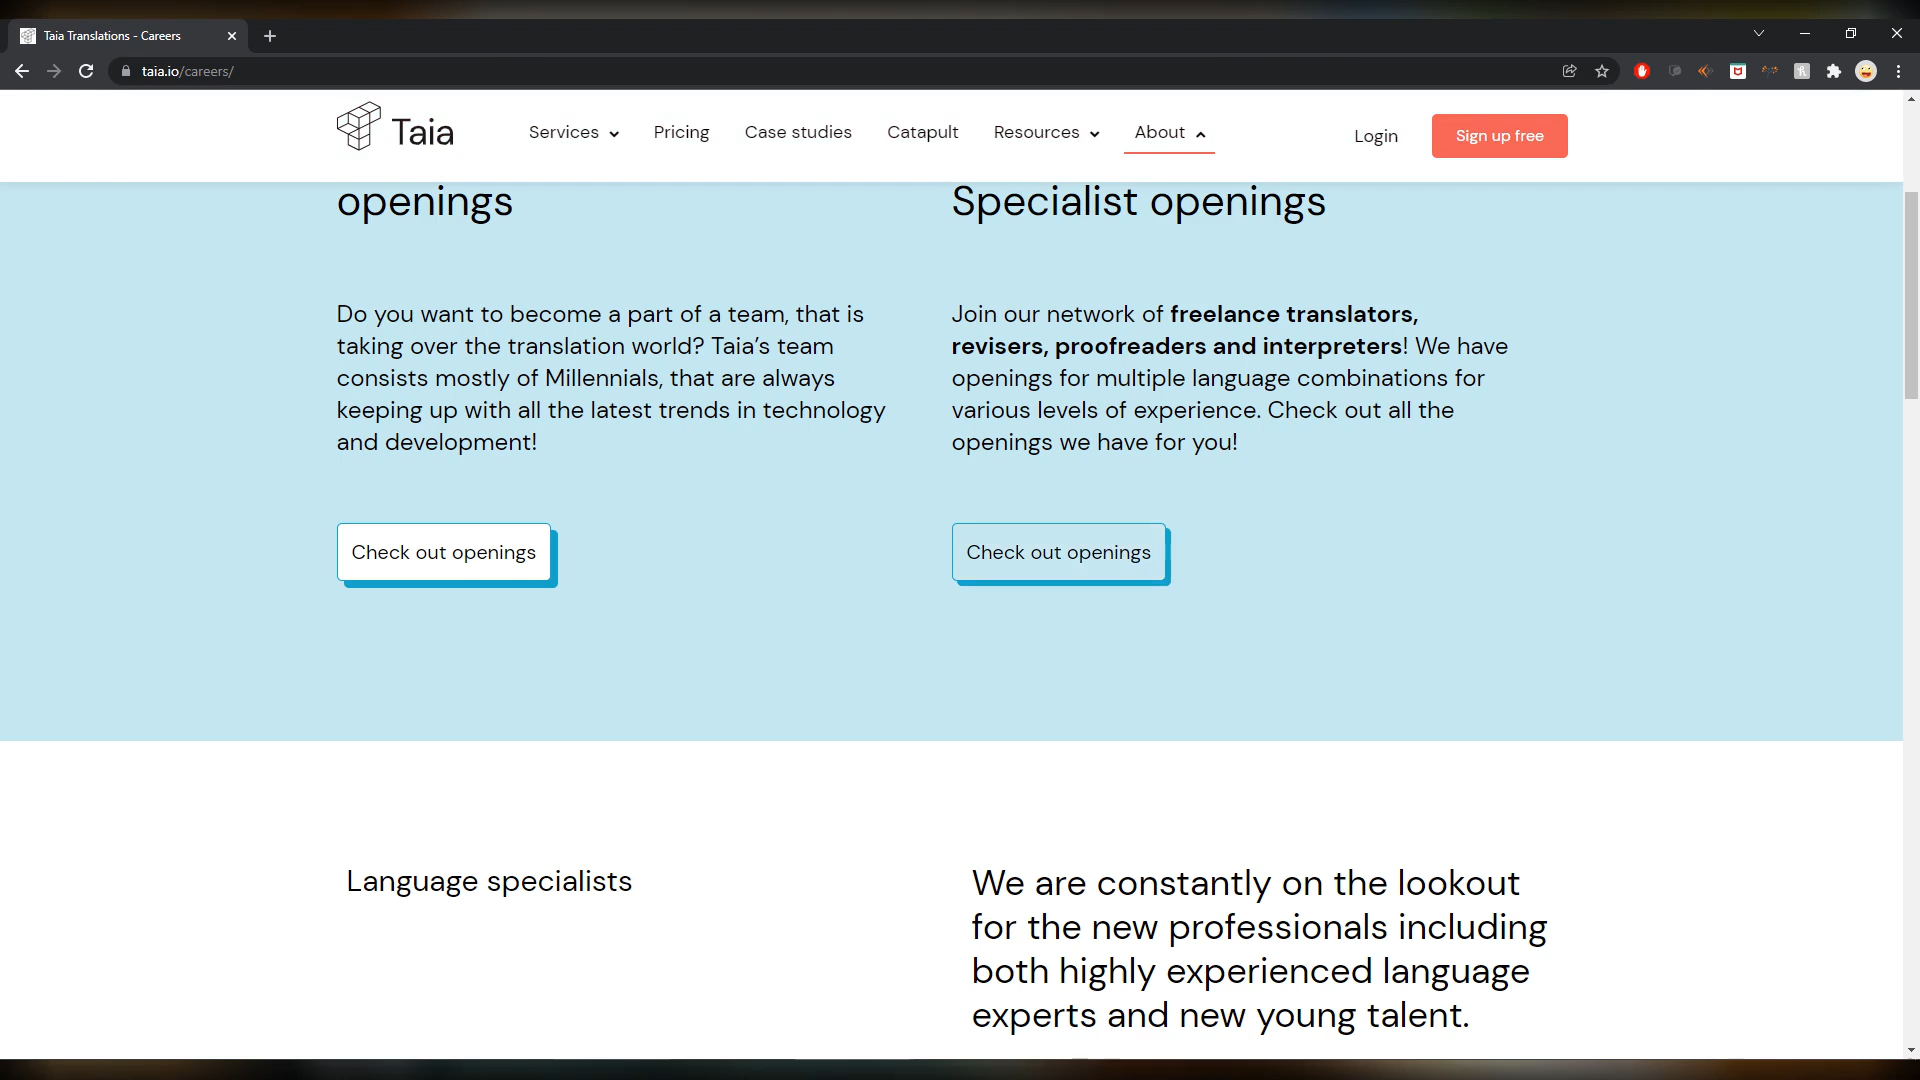 Taia Translations - Careers
taia.io/careers/
Taia
Services
Pricing
Case studies
Catapult
Resources
About
Login
Sign up free
openings
Do you want to become a part of a team, that is
taking over the translation world? Taia’s team
consists mostly of Millennials, that are always
keeping up with all the latest trends in technology
and development!
Check out openings
Specialist openings
Join our network of freelance translators,
revisers, proofreaders and interpreters! We have
openings for multiple language combinations for
various levels of experience. Check out all the
openings we have for you!
Check out openings
Language specialists
We are constantly on the lookout
for the new professionals including
both highly experienced language
experts and new young talent.